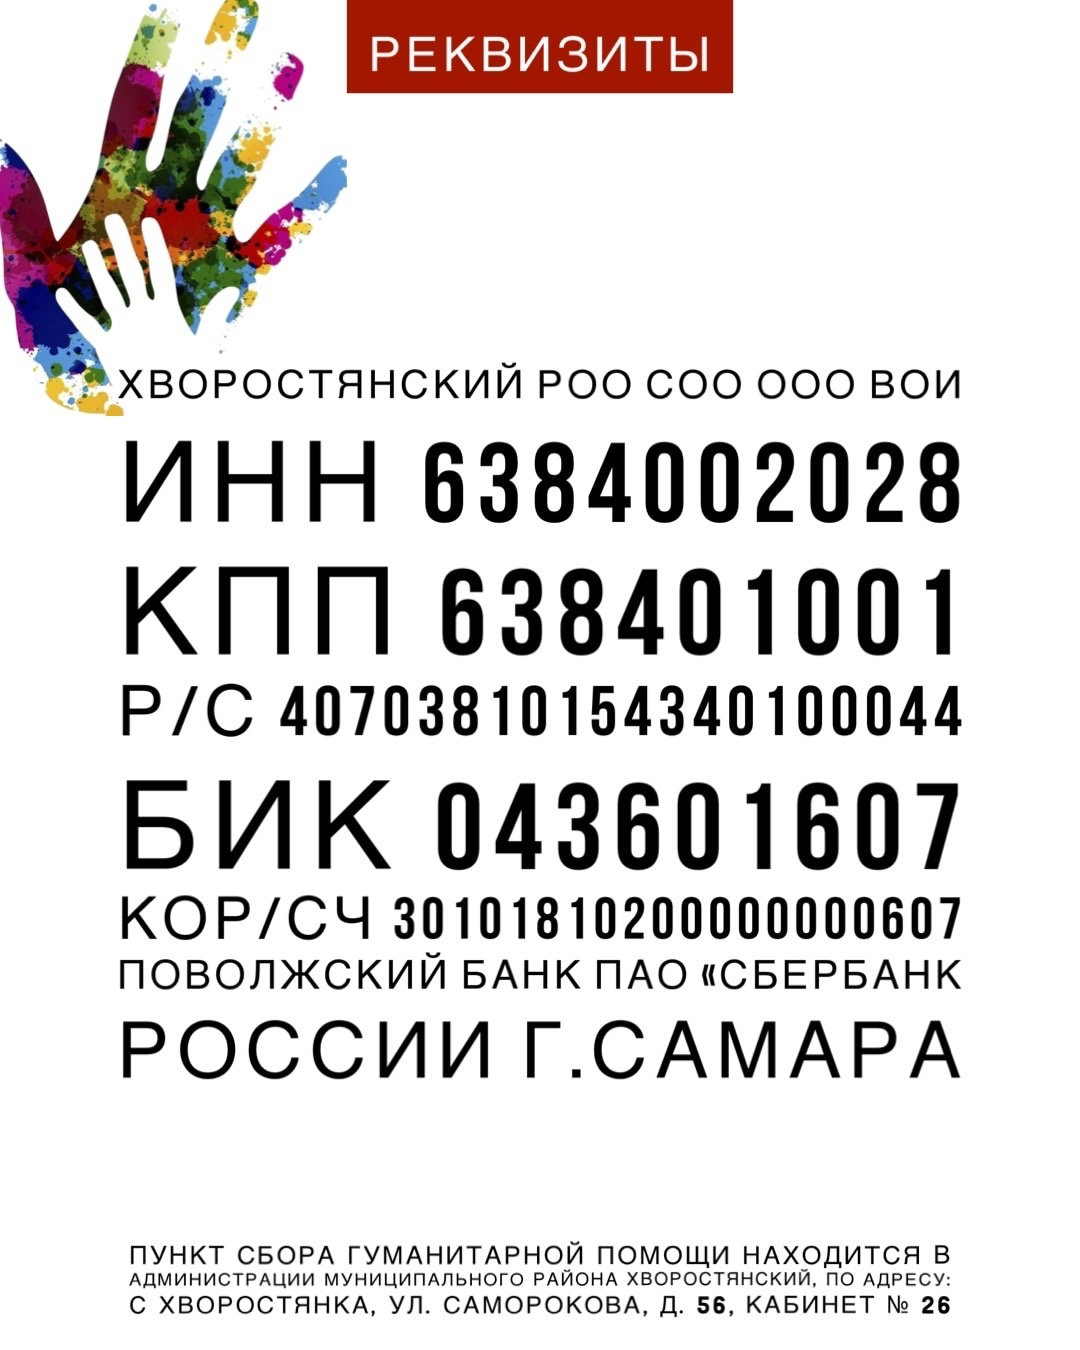 РЕКВИЗИТЫ
ХВОРОСТЯНСКИЙ РОО СОО ООО ВОИ
ИНН 6384002028
КПП 638401001
Р/С 40703810154340100044
БИК 043601607
КОР/СЧ 30101810200000000607
ПОВОЛЖСКИЙ БАНК ПАО «СБЕРБАНК
РОССИИ Г.САМАРА
ПУНКТ СБОРА ГУМАНИТАРНОЙ ПОМОЩИ НАХОДИТСЯ В
АДМИНИСТРАЦИИ МУНИЦИПАЛЬНОГО РАЙОНА ХВОРОСТЯНСКИЙ, ПО АДРЕСУ:
С ХВОРОСТЯНКА, УЛ. САМОРОКОВА, Д. 56, КАБИНЕТ № 26